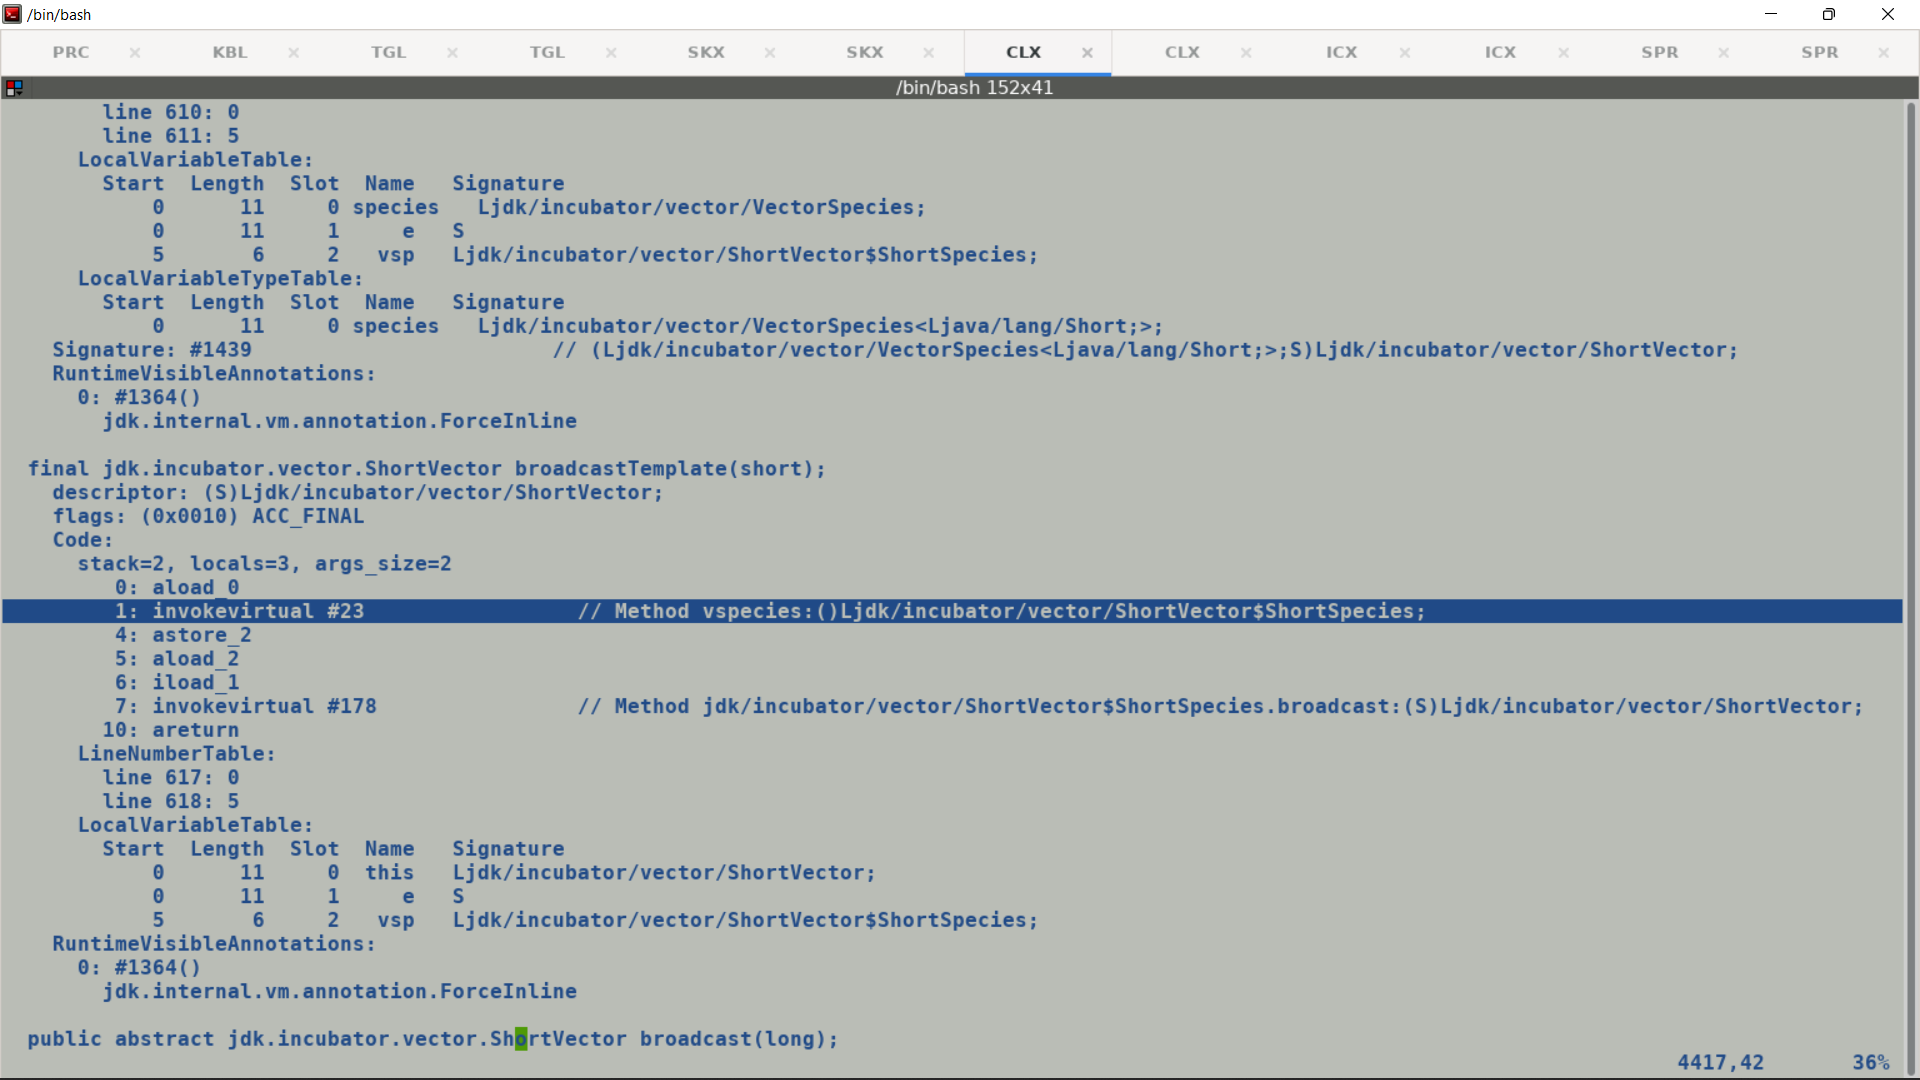 /bin/bash
PRC × KBL × TGL × TGL × SKX × SKX × CLX × CLX × ICX × ICX × SPR × SPR ×
/bin/bash 152x41
line 610: 0
line 611: 5
LocalVariableTable:
Start  Length  Slot  Name   Signature
0      11     0 species   Ljdk/incubator/vector/VectorSpecies;
0      11     1     e   S
5       6     2   vsp   Ljdk/incubator/vector/ShortVector$ShortSpecies;
LocalVariableTypeTable:
Start  Length  Slot  Name   Signature
0      11     0 species   Ljdk/incubator/vector/VectorSpecies<Ljava/lang/Short;>;
Signature: #1439                        // (Ljdk/incubator/vector/VectorSpecies<Ljava/lang/Short;>;S)Ljdk/incubator/vector/ShortVector;
RuntimeVisibleAnnotations:
0: #1364()
jdk.internal.vm.annotation.ForceInline
final jdk.incubator.vector.ShortVector broadcastTemplate(short);
descriptor: (S)Ljdk/incubator/vector/ShortVector;
flags: (0x0010) ACC_FINAL
Code:
stack=2, locals=3, args_size=2
0: aload_0
1: invokevirtual #23                 // Method vspecies:()Ljdk/incubator/vector/ShortVector$ShortSpecies;
4: astore_2
5: aload_2
6: iload_1
7: invokevirtual #178                // Method jdk/incubator/vector/ShortVector$ShortSpecies.broadcast:(S)Ljdk/incubator/vector/ShortVector;
10: areturn
LineNumberTable:
line 617: 0
line 618: 5
LocalVariableTable:
Start  Length  Slot  Name   Signature
0      11     0  this   Ljdk/incubator/vector/ShortVector;
0      11     1     e   S
5       6     2   vsp   Ljdk/incubator/vector/ShortVector$ShortSpecies;
RuntimeVisibleAnnotations:
0: #1364()
jdk.internal.vm.annotation.ForceInline
public abstract jdk.incubator.vector.ShortVector broadcast(long);
4417,42       36%